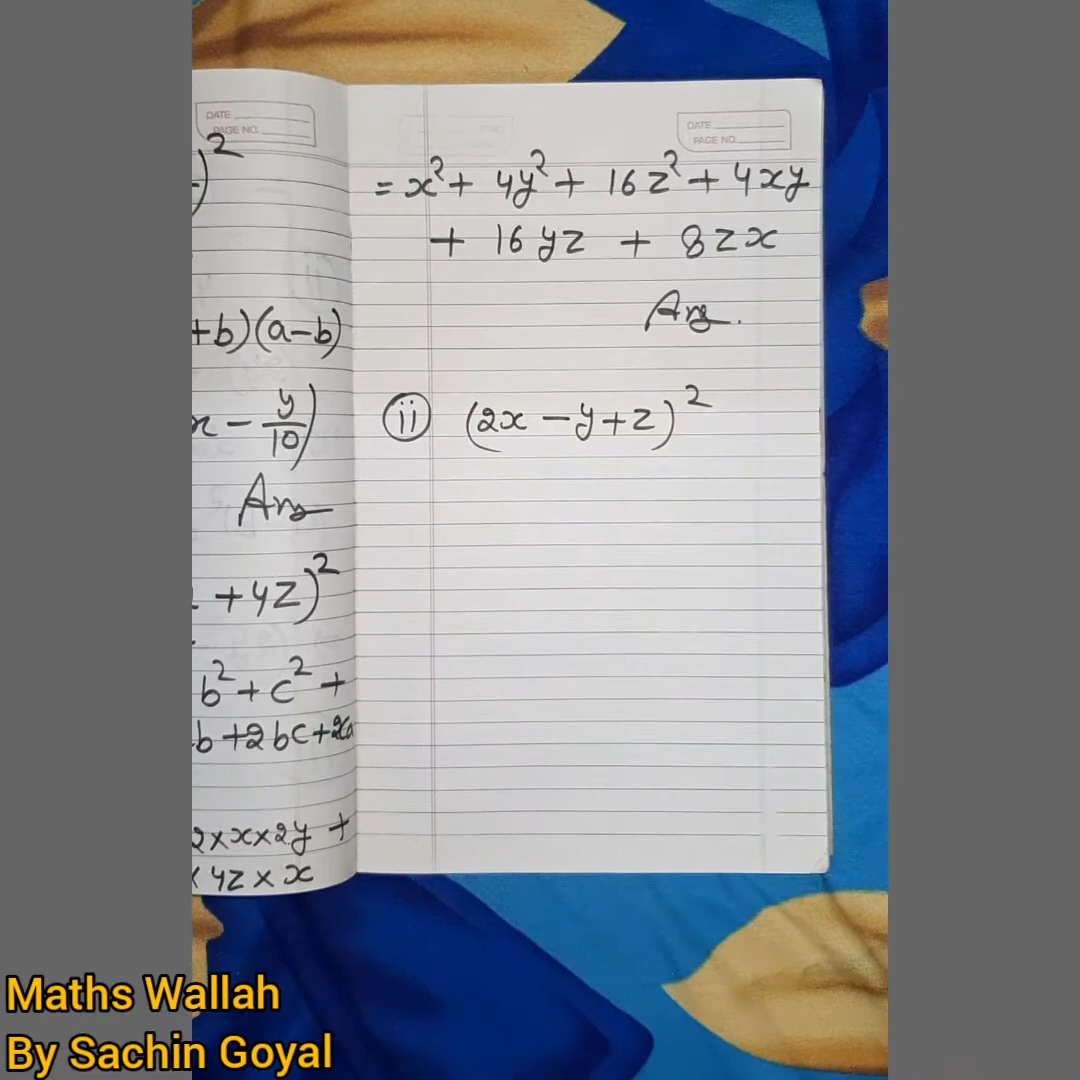 DATE
PAGE NO.
)²
+b)(a-b)
x - y/10)
Ans
+4z)²
b² + c² +
b+2bc+2ca
2×x×2y +
×4z × x
DATE
PAGE NO.
= x² + 4y² + 16z² + 4xy
+ 16yz + 8zx
Ans.
(ii) (2x - y + z)²
Maths Wallah
By Sachin Goyal